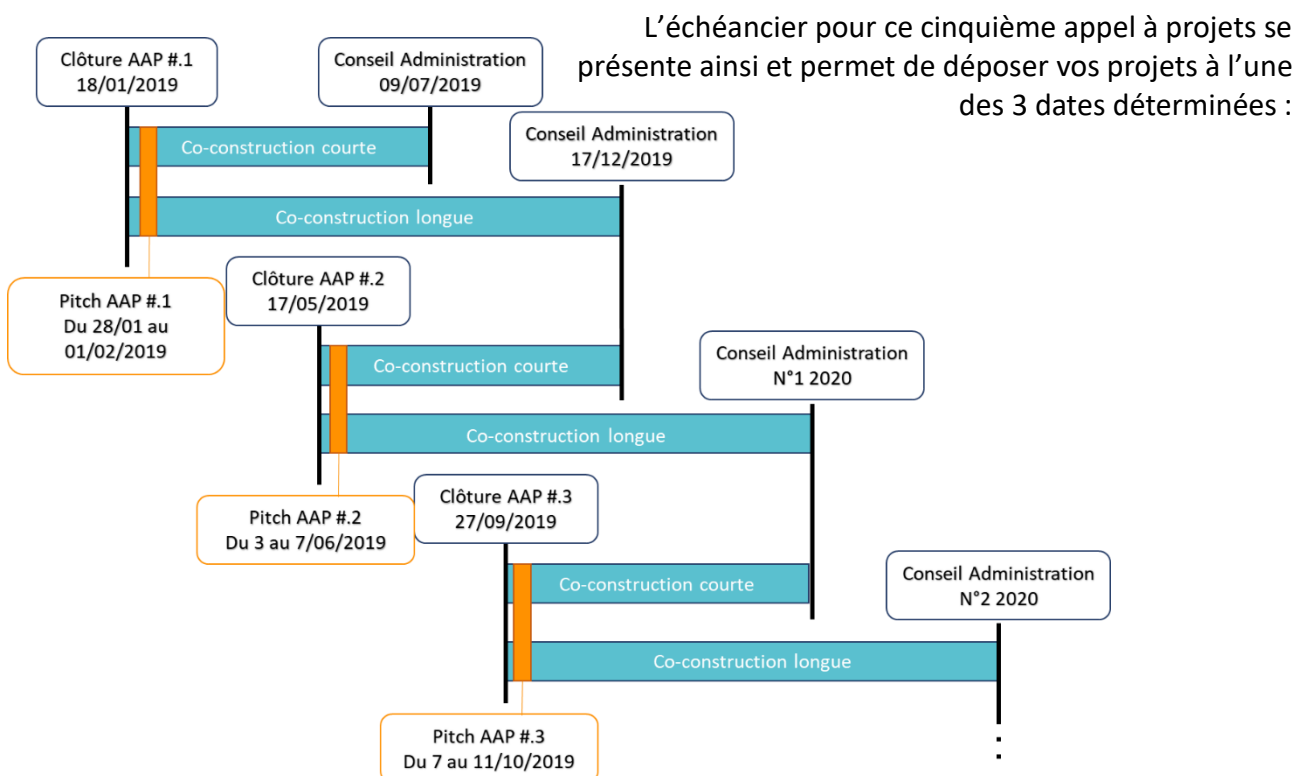 L’échéancier pour ce cinquième appel à projets se
présente ainsi et permet de déposer vos projets à l’une
des 3 dates déterminées :
Clôture AAP #.1
18/01/2019
Conseil Administration
09/07/2019
Co-construction courte
Conseil Administration
17/12/2019
Co-construction longue
Pitch AAP #.1
Du 28/01 au
01/02/2019
Clôture AAP #.2
17/05/2019
Co-construction courte
Conseil Administration
N°1 2020
Co-construction longue
Pitch AAP #.2
Du 3 au 7/06/2019
Clôture AAP #.3
27/09/2019
Co-construction courte
Conseil Administration
N°2 2020
Co-construction longue
Pitch AAP #.3
Du 7 au 11/10/2019